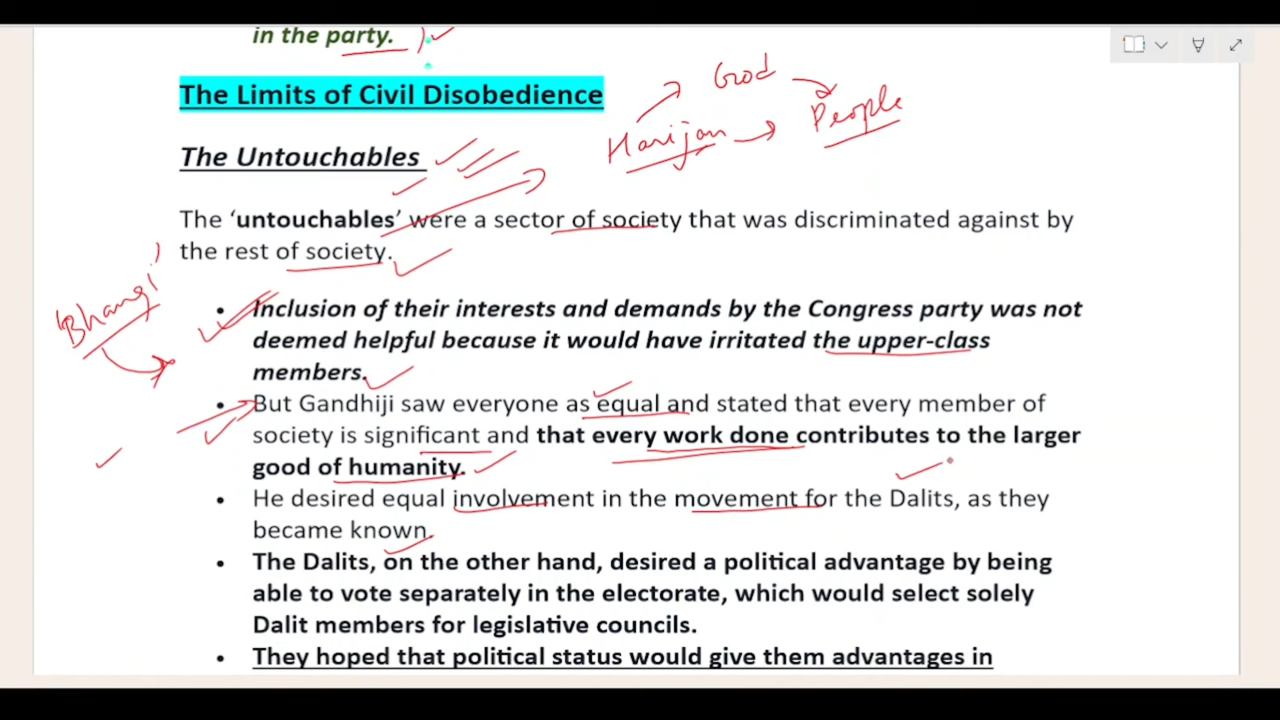 in the party. )
The Limits of Civil Disobedience
God
Harijan → People
The Untouchables
The ‘untouchables’ were a sector of society that was discriminated against by
the rest of society.
'Bhangi'
• Inclusion of their interests and demands by the Congress party was not
deemed helpful because it would have irritated the upper-class
members.
• But Gandhiji saw everyone as equal and stated that every member of
society is significant and that every work done contributes to the larger
good of humanity.
• He desired equal involvement in the movement for the Dalits, as they
became known.
• The Dalits, on the other hand, desired a political advantage by being
able to vote separately in the electorate, which would select solely
Dalit members for legislative councils.
• They hoped that political status would give them advantages in